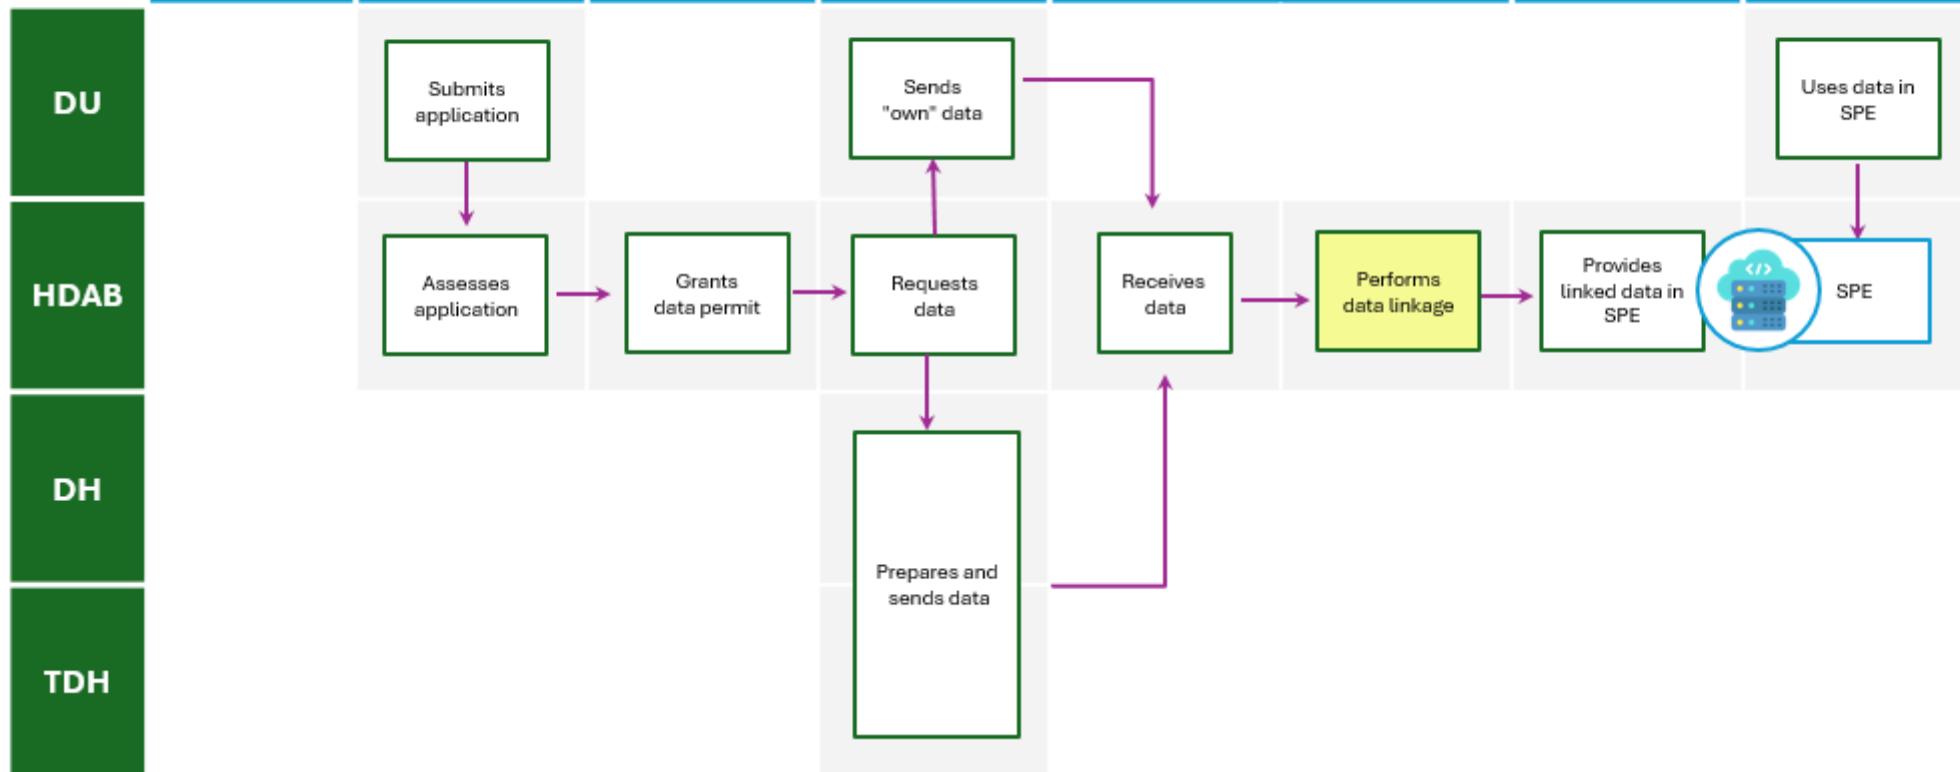 DU
Submits
application
Sends
"own" data
Uses data in
SPE
HDAB
Assesses
application
Grants
data permit
Requests
data
Receives
data
Performs
data linkage
Provides
linked data in
SPE
</>
SPE
DH
Prepares and
sends data
TDH